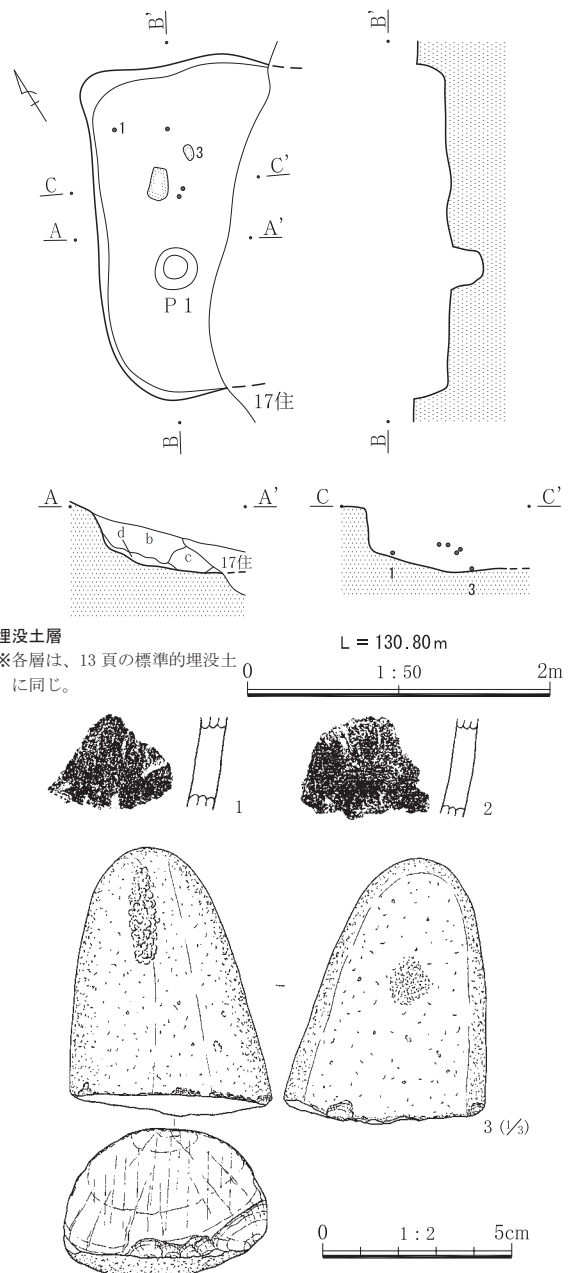 B'
B'
1
3
C
C'
A
A'
P 1
17住
B
B
A
A'
C
C'
d
b
c
17住
1
3
埋没土層
※各層は、13 頁の標準的埋没土
に同じ。
L = 130.80m
0
1 : 50
2m
1
2
3 (1/3)
0
1 : 2
5cm